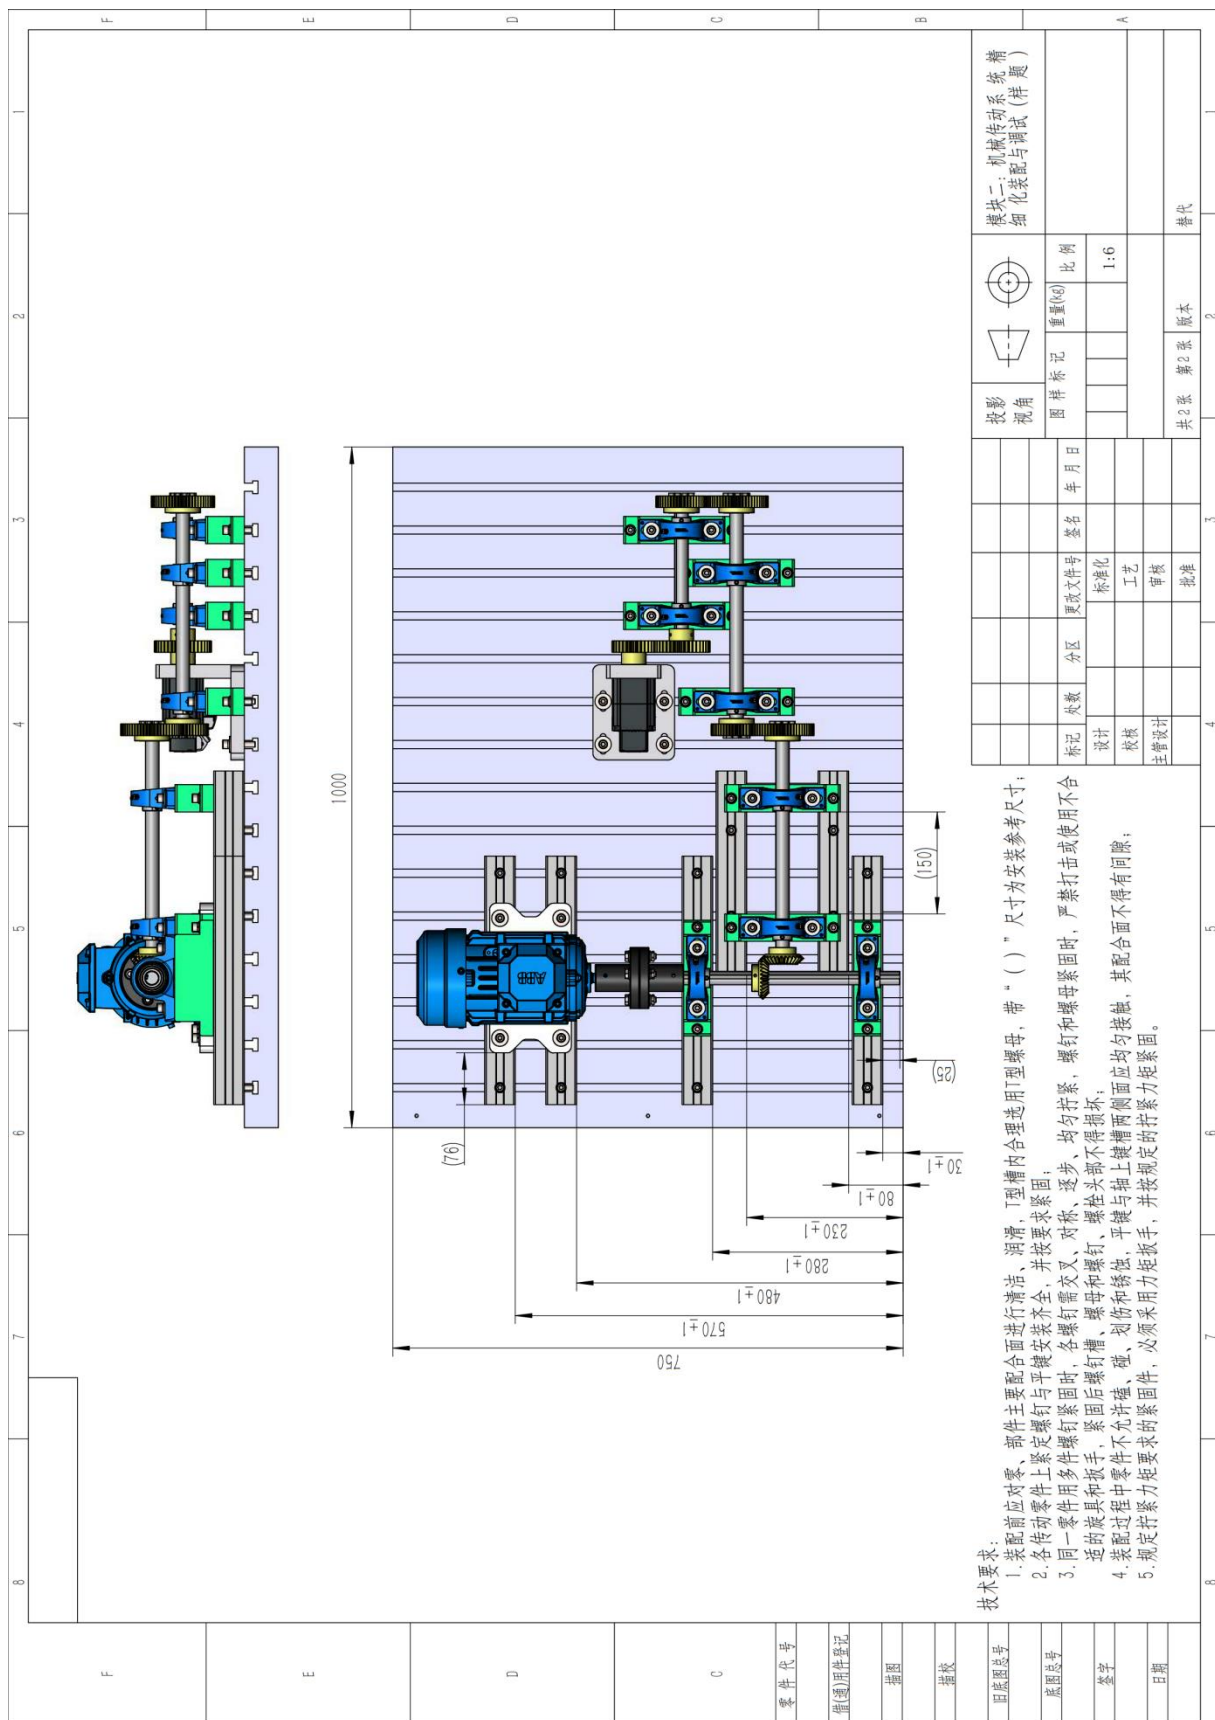 8
7
6
5
4
3
2
1
F
E
D
C
B
A
F
E
D
C
零件代号
借(通)用件登记
描图
描校
旧底图总号
底图总号
签字
日期
1000
750
570±1
480±1
280±1
230±1
80±1
30±1
(76)
(25)
(150)
ABB
技术要求:
1.装配前应对零、部件主要配合面进行清洁、润滑,T型槽内合理选用T型螺母,带“()”尺寸为安装参考尺寸;
2.各传动零件上紧定螺钉与平键安装齐全,并按要求紧固;
3.同一零件用多件螺钉紧固时,各螺钉需交叉、对称、逐步、均匀拧紧,螺钉和螺母紧固时,严禁打击或使用不合
适的旋具和扳手,紧固后螺钉槽、螺母和螺钉、螺栓头部不得损坏;
4.装配过程中零件不允许磕、碰、划伤和锈蚀,平键与轴上键槽两侧面应均匀接触,其配合面不得有间隙;
5.规定拧紧力矩要求的紧固件,必须采用力矩扳手,并按规定的拧紧力矩紧固。
标记
处数
分区
更改文件号
签名
年月日
设计
标准化
校核
工艺
主管设计
审核
批准
投影
视角
图样标记
重量(kg)
比例
1:6
共2张 第2张
版本
替代
模块二:机械传动系统精
细化装配与调试(样题)
8
7
6
5
4
3
2
1